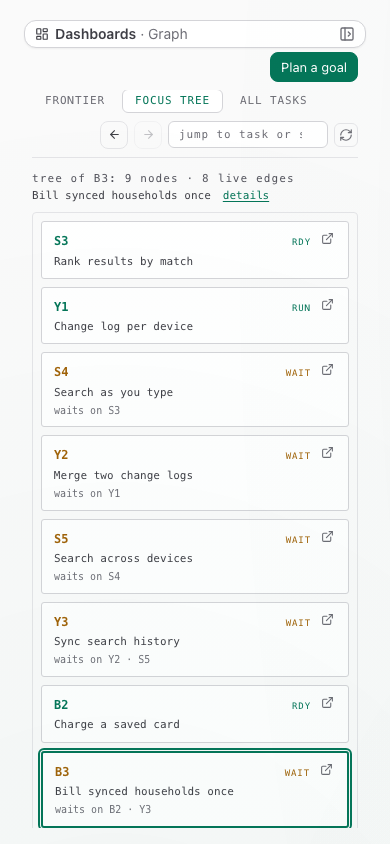 Dashboards · Graph
Plan a goal
FRONTIER FOCUS TREE ALL TASKS
jump to task or s
tree of B3: 9 nodes · 8 live edges
Bill synced households once details
S3 RDY
Rank results by match
Y1 RUN
Change log per device
S4 WAIT
Search as you type
waits on S3
Y2 WAIT
Merge two change logs
waits on Y1
S5 WAIT
Search across devices
waits on S4
Y3 WAIT
Sync search history
waits on Y2 · S5
B2 RDY
Charge a saved card
B3 WAIT
Bill synced households once
waits on B2 · Y3